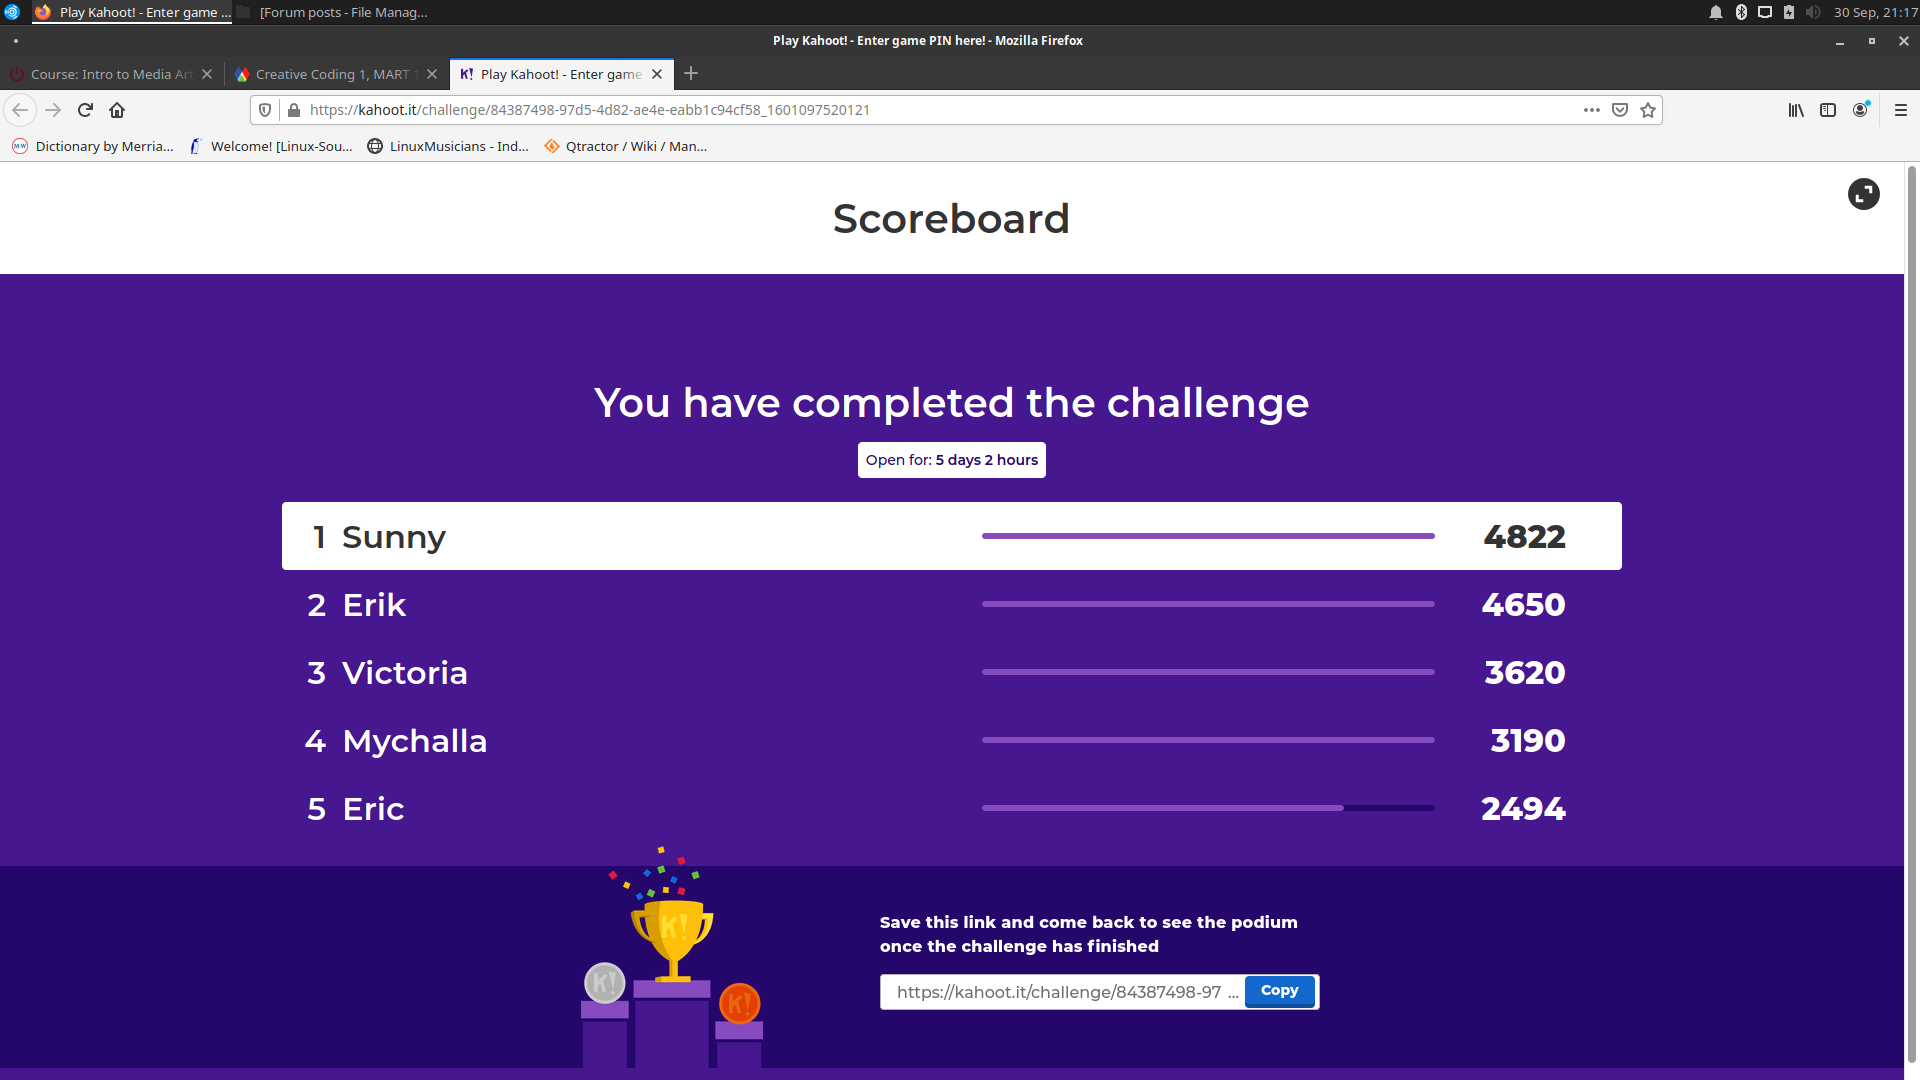 Play Kahoot! - Enter game ...
[Forum posts - File Manag...
30 Sep, 21:17
Play Kahoot! - Enter game PIN here! - Mozilla Firefox
Course: Intro to Media Art
Creative Coding 1, MART 1
K! Play Kahoot! - Enter game
https://kahoot.it/challenge/84387498-97d5-4d82-ae4e-eabb1c94cf58_1601097520121
Dictionary by Merria...
Welcome! [Linux-Sou...
LinuxMusicians - Ind...
Qtractor / Wiki / Man...
Scoreboard
You have completed the challenge
Open for: 5 days 2 hours
1 Sunny 4822
2 Erik 4650
3 Victoria 3620
4 Mychalla 3190
5 Eric 2494
K!
K!
K!
Save this link and come back to see the podium
once the challenge has finished
https://kahoot.it/challenge/84387498-97 ...
Copy